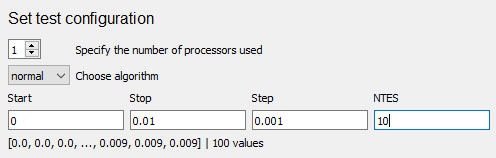 Set test configuration
1 Specify the number of processors used
normal Choose algorithm
Start Stop Step NTES
0 0.01 0.001 10
[0.0, 0.0, 0.0, ..., 0.009, 0.009, 0.009] | 100 values